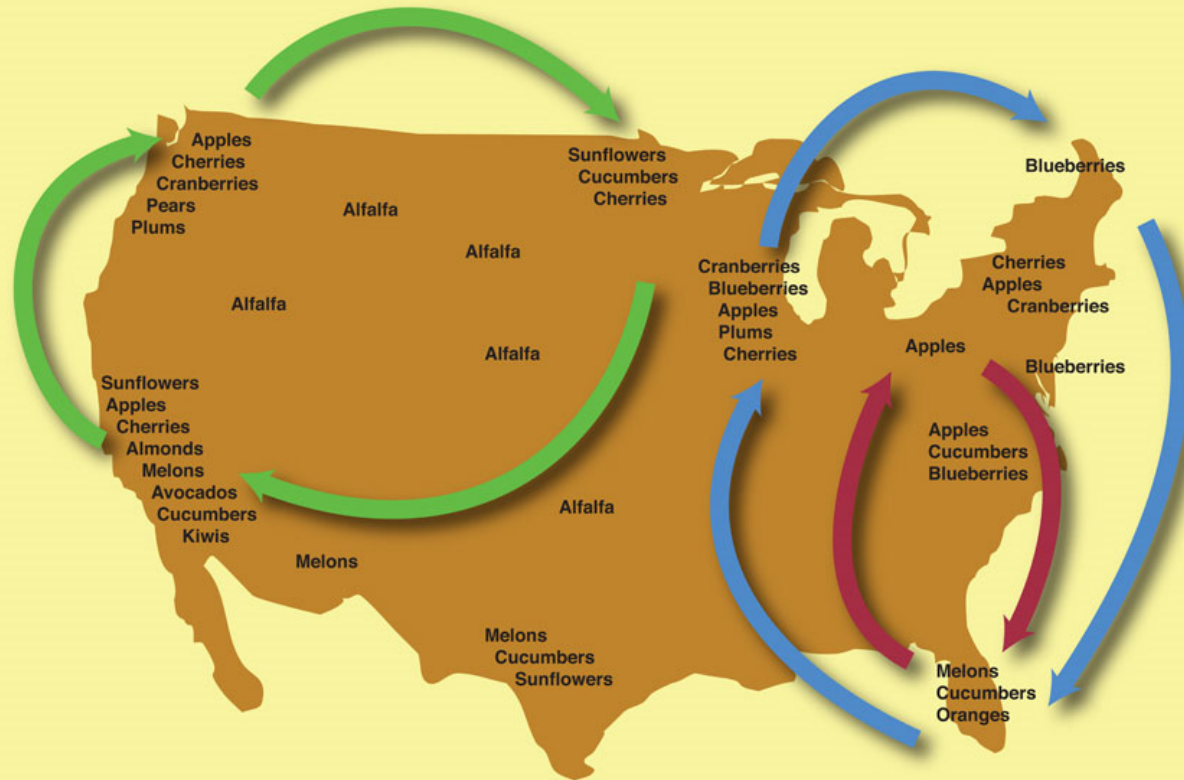 Apples
Cherries
Cranberries
Pears
Plums
Alfalfa
Alfalfa
Alfalfa
Alfalfa
Sunflowers
Cucumbers
Cherries
Cranberries
Blueberries
Apples
Plums
Cherries
Blueberries
Cherries
Apples
Cranberries
Apples
Blueberries
Apples
Cucumbers
Blueberries
Sunflowers
Apples
Cherries
Almonds
Melons
Avocados
Cucumbers
Kiwis
Alfalfa
Melons
Melons
Cucumbers
Sunflowers
Melons
Cucumbers
Oranges